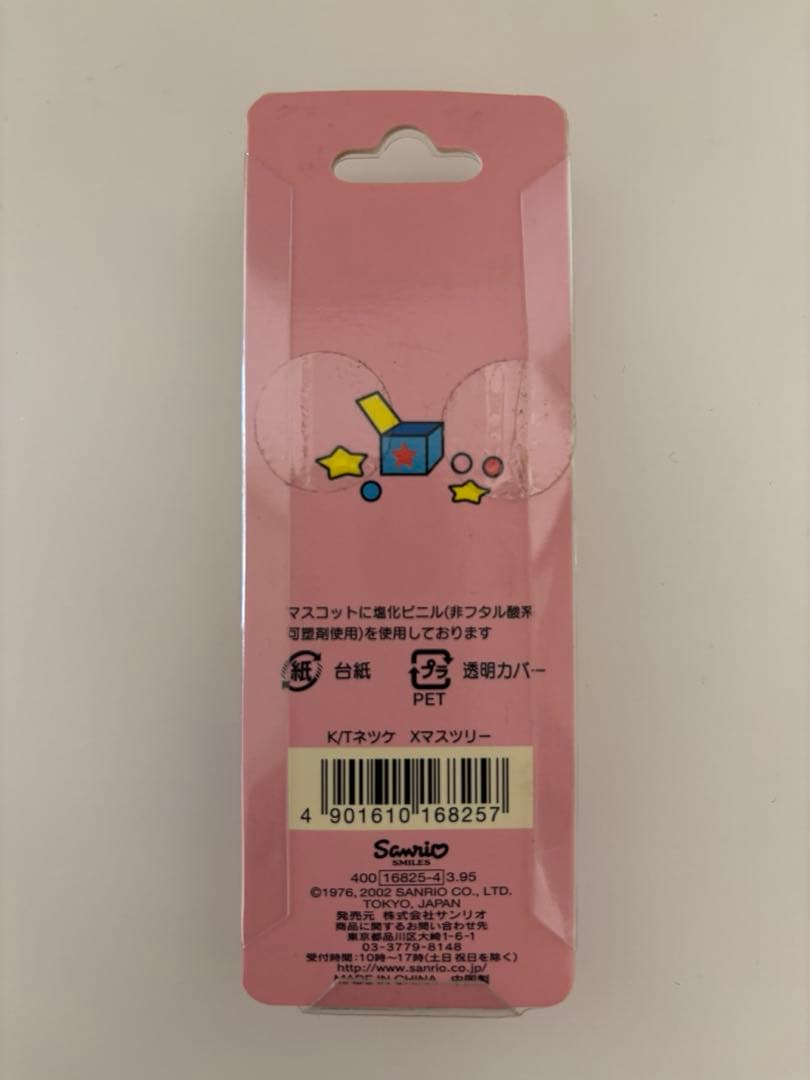 マスコットに塩化ビニル(非フタル酸系
可塑剤使用)を使用しております
紙 台紙 プラ 透明カバー
PET
K/Tネツケ Xマスツリー
4 901610 168257
Sanrio
SMILES
400 16825-4 3.95
©1976, 2002 SANRIO CO., LTD.
TOKYO, JAPAN
発売元 株式会社サンリオ
商品に関するお問い合わせ先
東京都品川区大崎1-6-1
03-3779-8148
受付時間:10時〜17時(土日祝日を除く)
http://www.sanrio.co.jp/
MADE IN CHINA 中国製